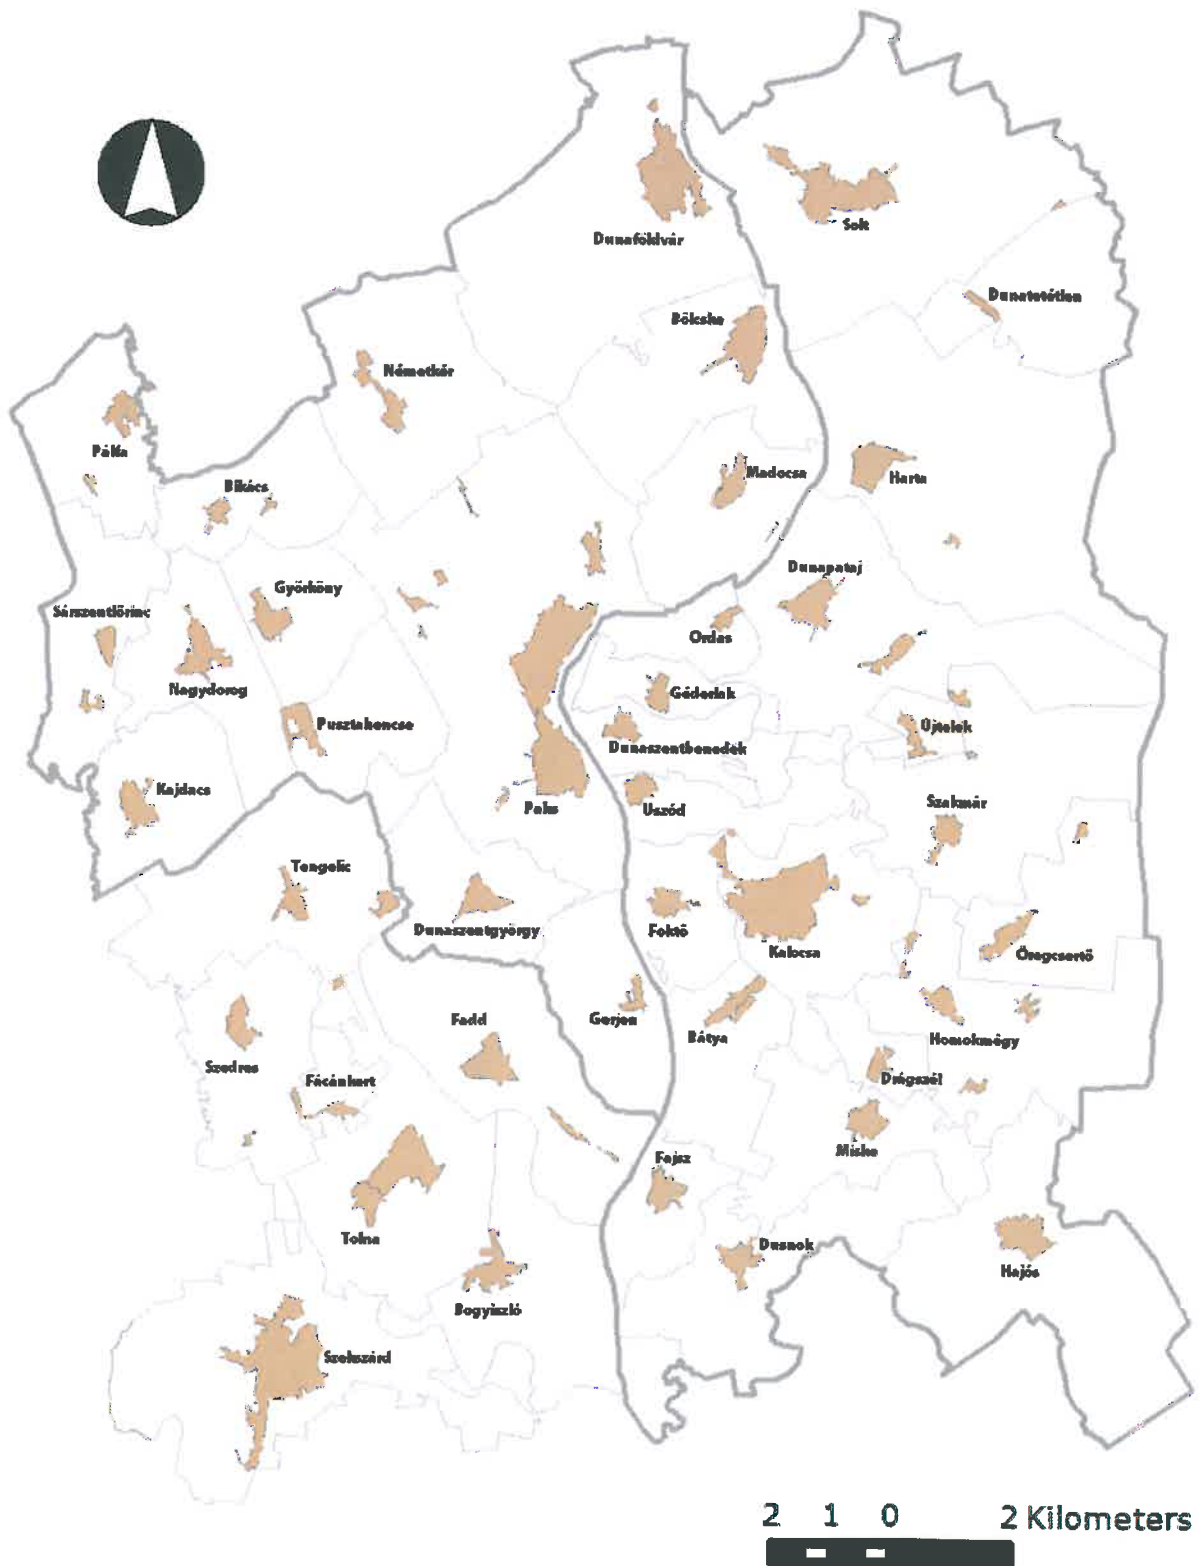 Dunaföldvár
Solt
Dunatetétlen
Bölcske
Németkér
Pálfa
Madocsa
Harta
Bikács
Dunapataj
Györköny
Sárszentlőrinc
Ordas
Nagydorog
Géderlak
Pusztahencse
Újtelek
Dunaszentbenedek
Kajdacs
Paks
Uszód
Szakmár
Tengelic
Dunaszentgyörgy
Foktő
Kalocsa
Öregcsertő
Fadd
Gerjen
Bátya
Homokmégy
Szedres
Fácánkert
Drágszél
Miske
Fajsz
Tolna
Dusnok
Hajós
Bogyiszló
Szekszárd
2 1 0 2 Kilometers